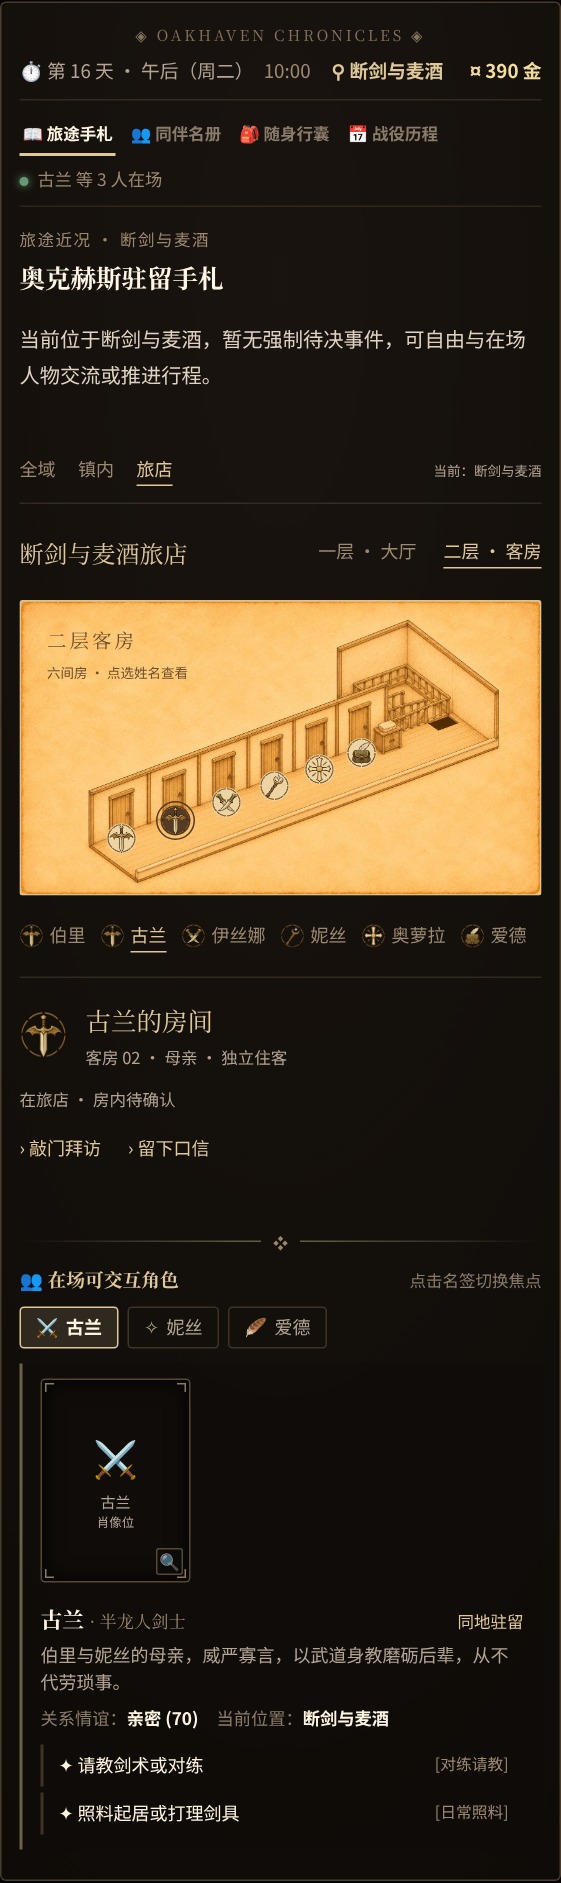 ◈ OAKHAVEN CHRONICLES ◈
⏱️ 第 16 天 · 午后（周二） 10:00 ⚲ 断剑与麦酒 ¤ 390 金
📖 旅途手札 👥 同伴名册 🎒 随身行囊 📅 战役历程
古兰 等 3 人在场
旅途近况 · 断剑与麦酒
奥克赫斯驻留手札
当前位于断剑与麦酒，暂无强制待决事件，可自由与在场
人物交流或推进行程。
全域 镇内 旅店 当前：断剑与麦酒
断剑与麦酒旅店 一层 · 大厅 二层 · 客房
二层客房
六间房 · 点选姓名查看
伯里 古兰 伊丝娜 妮丝 奥萝拉 爱德
古兰的房间
客房 02 · 母亲 · 独立住客
在旅店 · 房内待确认
› 敲门拜访 › 留下口信
👥 在场可交互角色 点击名签切换焦点
⚔️ 古兰 ✧ 妮丝 🪶 爱德
古兰
肖像位
古兰 · 半龙人剑士 同地驻留
伯里与妮丝的母亲，威严寡言，以武道身教磨砺后辈，从不
代劳琐事。
关系情谊：亲密 (70) 当前位置：断剑与麦酒
✦ 请教剑术或对练 [对练请教]
✦ 照料起居或打理剑具 [日常照料]